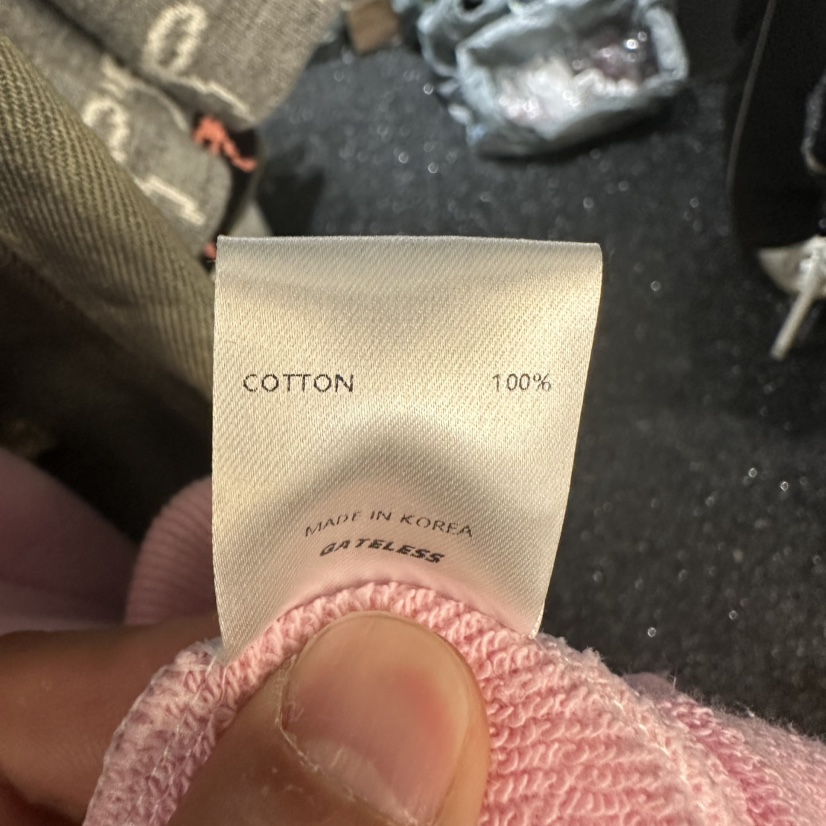 COTTON 100%
MADE IN KOREA
GATELESS